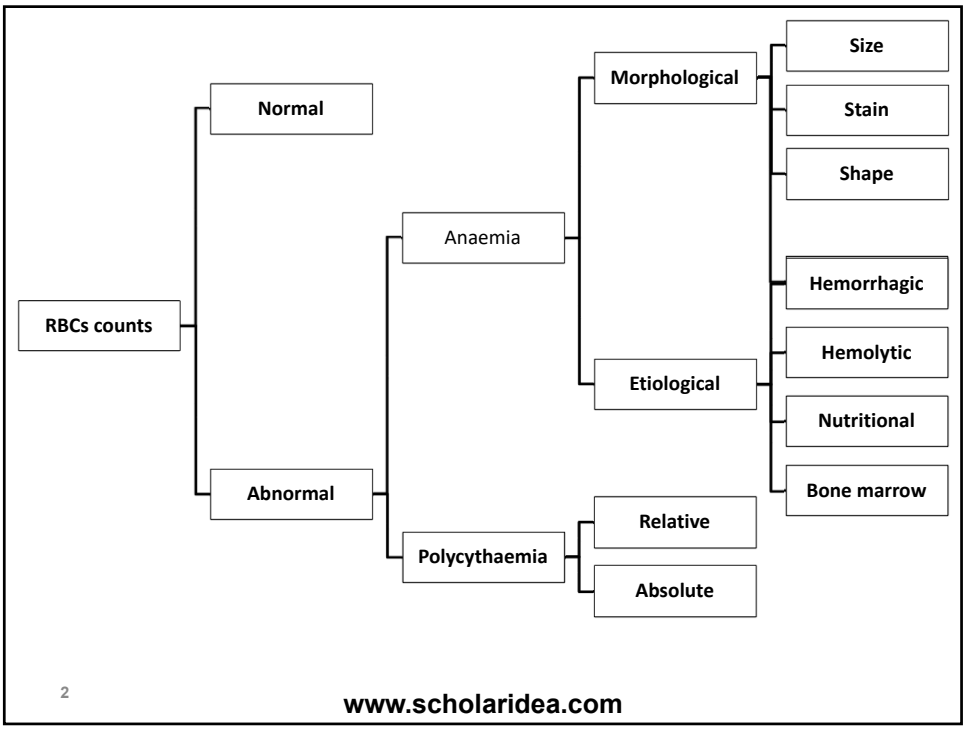 Size
Morphological
Normal
Stain
Shape
Anaemia
Hemorrhagic
RBCs counts
Hemolytic
Etiological
Nutritional
Abnormal
Bone marrow
Relative
Polycythaemia
Absolute
2
www.scholaridea.com